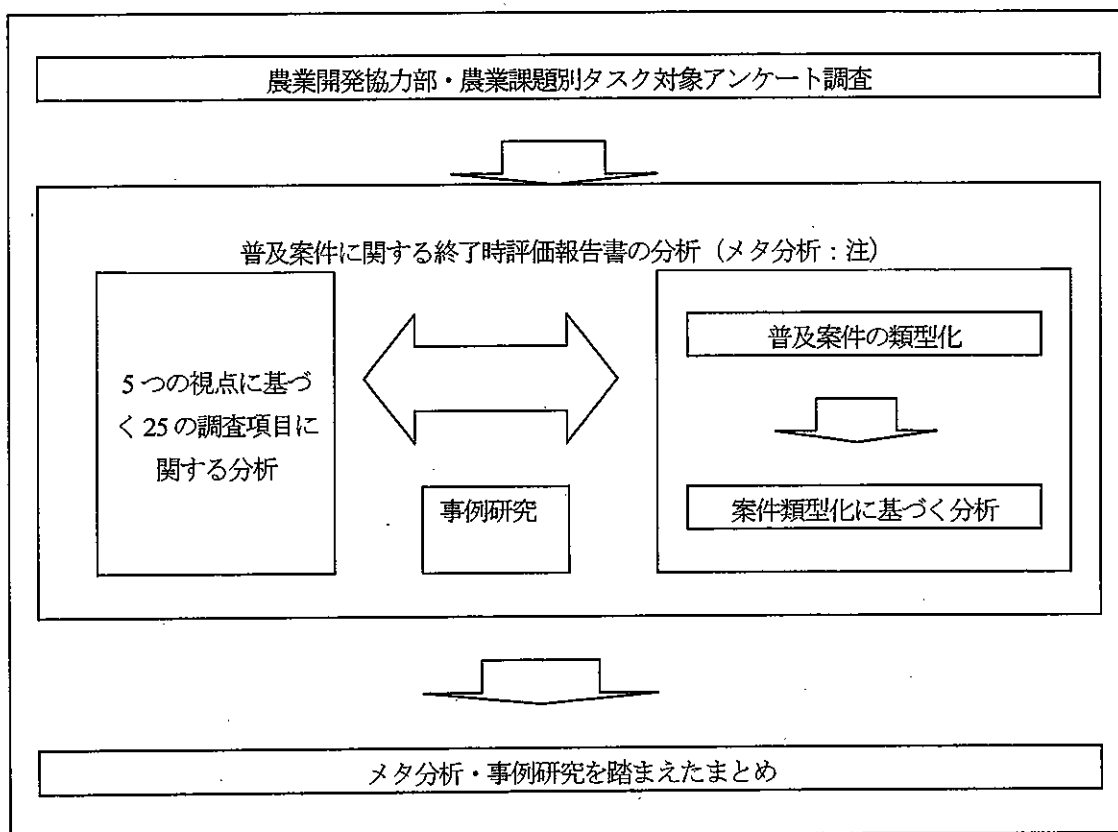 農業開発協力部・農業課題別タスク対象アンケート調査
普及案件に関する終了時評価報告書の分析（メタ分析：注）
5つの視点に基づ
く25の調査項目に
関する分析
事例研究
普及案件の類型化
案件類型化に基づく分析
メタ分析・事例研究を踏まえたまとめ